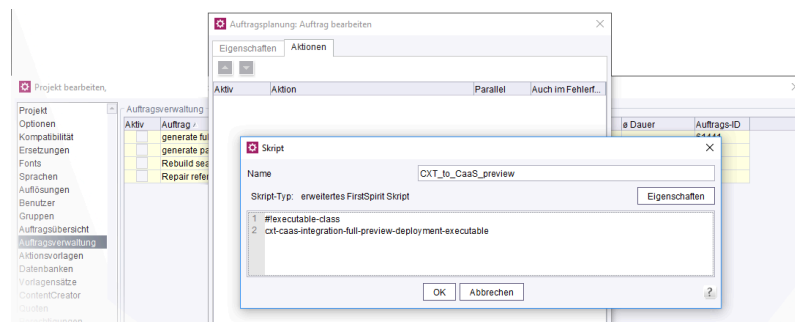 Auftragsplanung: Auftrag bearbeiten
Eigenschaften Aktionen
Aktiv Aktion Parallel Auch im Fehlerf...
Projekt bearbeiten,
Projekt
Optionen
Kompatibilität
Ersetzungen
Fonts
Sprachen
Auflösungen
Benutzer
Gruppen
Auftragsübersicht
Auftragsverwaltung
Aktionsvorlagen
Datenbanken
Vorlagensätze
ContentCreator
Quoten
Auftragsverwaltung
Aktiv Auftrag
generate ful
generate pa
Rebuild sea
Repair refer
ø Dauer Auftrags-ID
Skript
Name CXT_to_CaaS_preview
Skript-Typ: erweitertes FirstSpirit Skript Eigenschaften
1 #!executable-class
2 cxt-caas-integration-full-preview-deployment-executable
OK Abbrechen ?